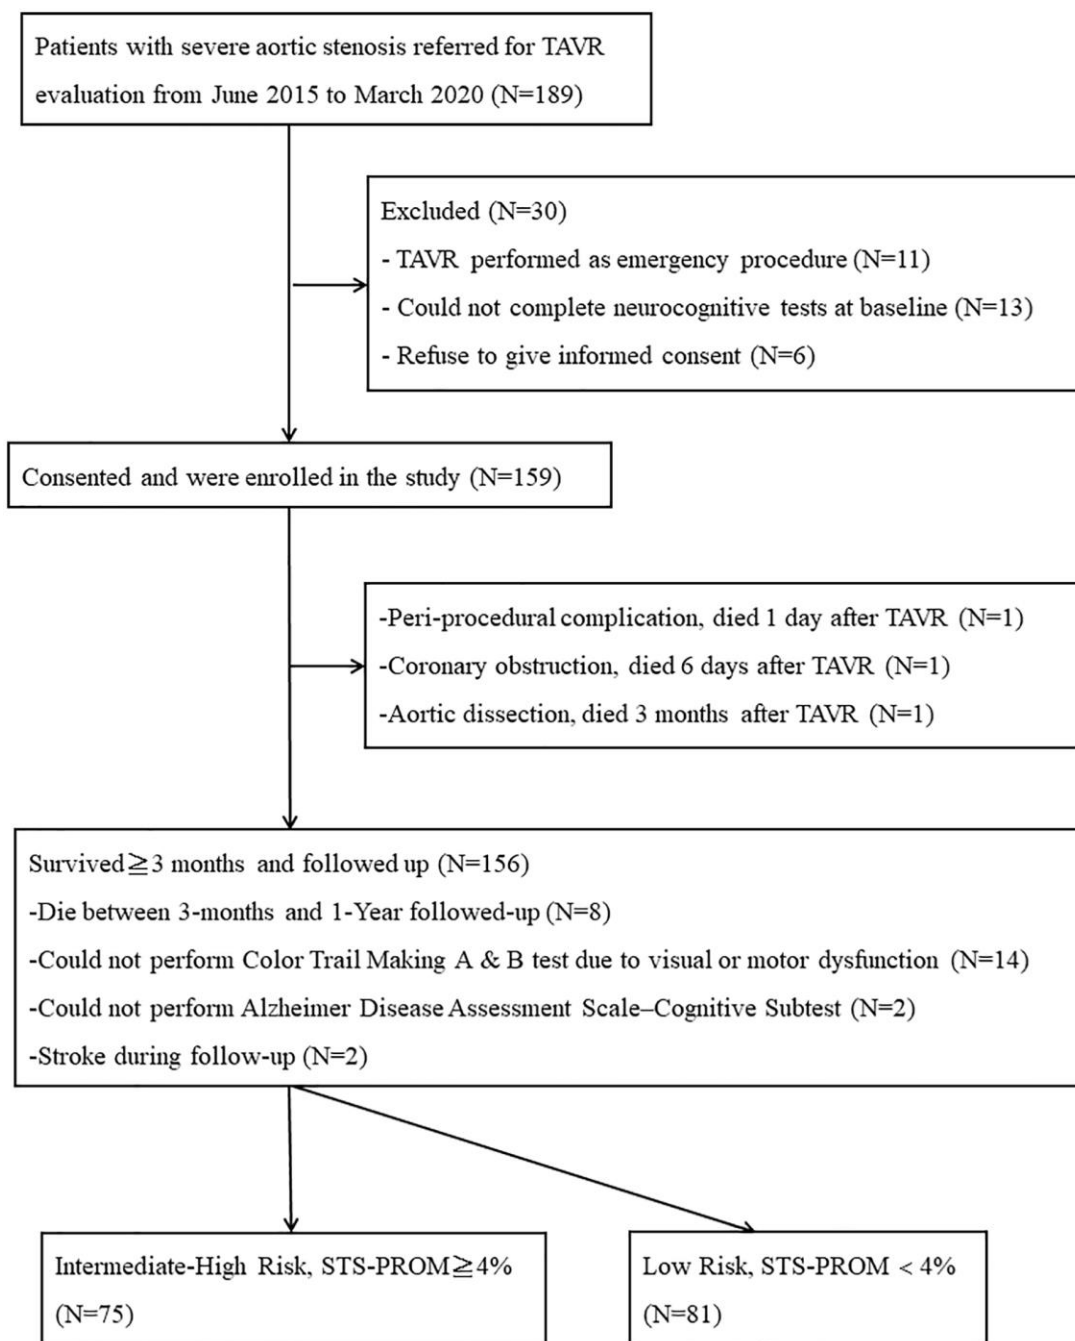 Patients with severe aortic stenosis referred for TAVR
evaluation from June 2015 to March 2020 (N=189)
Excluded (N=30)
- TAVR performed as emergency procedure (N=11)
- Could not complete neurocognitive tests at baseline (N=13)
- Refuse to give informed consent (N=6)
Consented and were enrolled in the study (N=159)
-Peri-procedural complication, died 1 day after TAVR (N=1)
-Coronary obstruction, died 6 days after TAVR (N=1)
-Aortic dissection, died 3 months after TAVR (N=1)
Survived≧3 months and followed up (N=156)
-Die between 3-months and 1-Year followed-up (N=8)
-Could not perform Color Trail Making A & B test due to visual or motor dysfunction (N=14)
-Could not perform Alzheimer Disease Assessment Scale–Cognitive Subtest (N=2)
-Stroke during follow-up (N=2)
Intermediate-High Risk, STS-PROM≧4%
(N=75)
Low Risk, STS-PROM < 4%
(N=81)